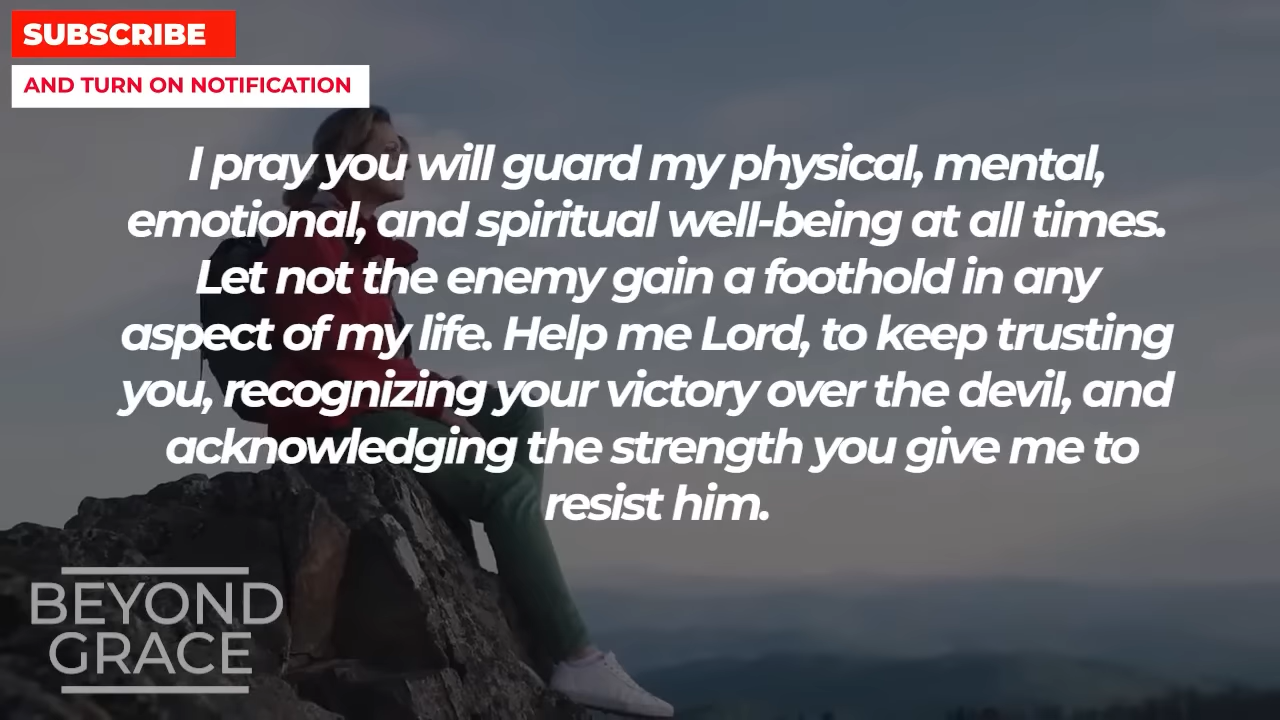 SUBSCRIBE
AND TURN ON NOTIFICATION
I pray you will guard my physical, mental,
emotional, and spiritual well-being at all times.
Let not the enemy gain a foothold in any
aspect of my life. Help me Lord, to keep trusting
you, recognizing your victory over the devil, and
acknowledging the strength you give me to
resist him.
BEYOND
GRACE